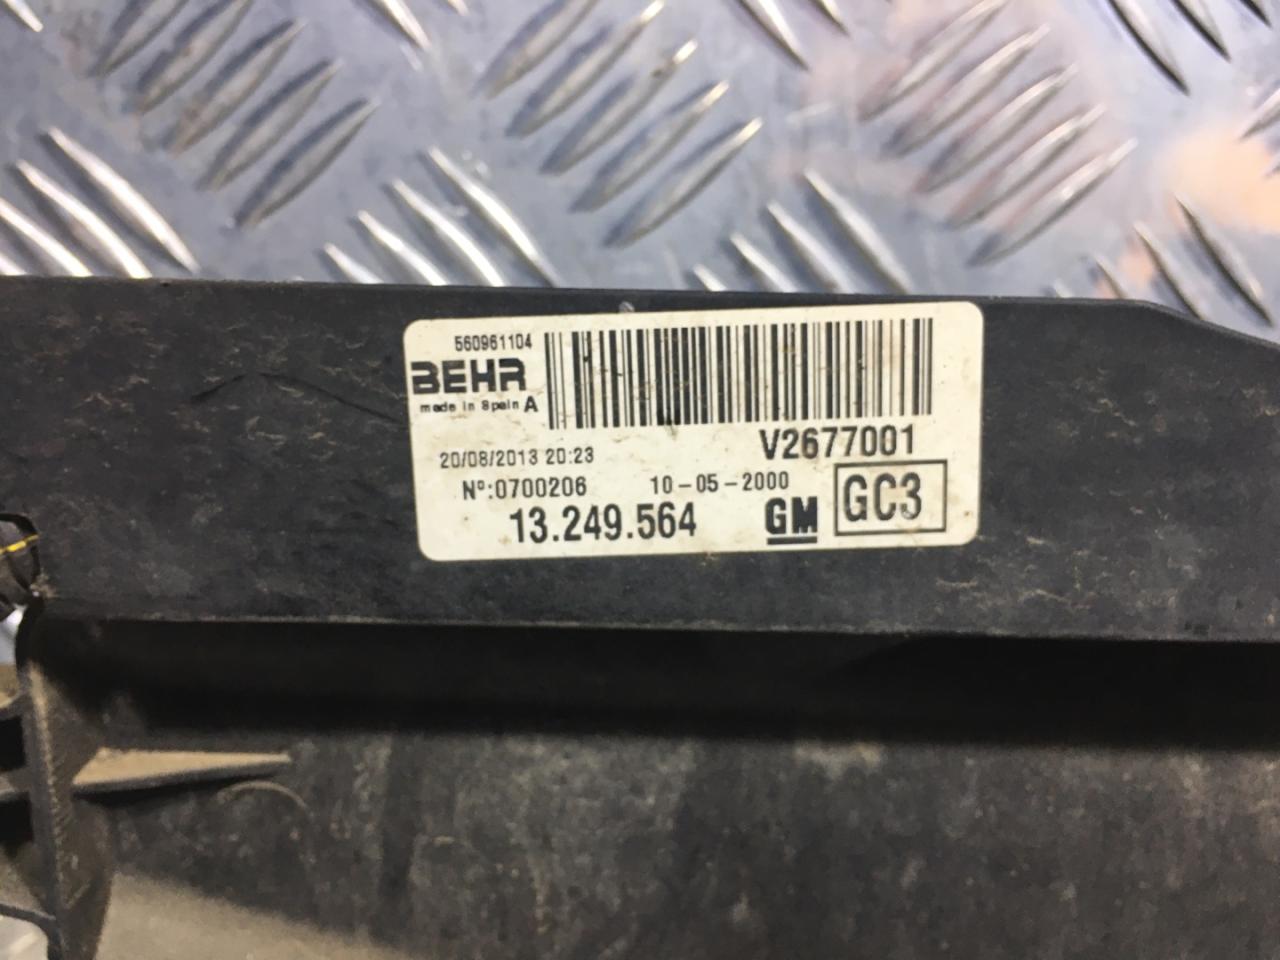 560961104
BEHR
made in Spain A
V2677001
20/08/2013 20:23
Nº:0700206 10-05-2000
13.249.564 GM GC3